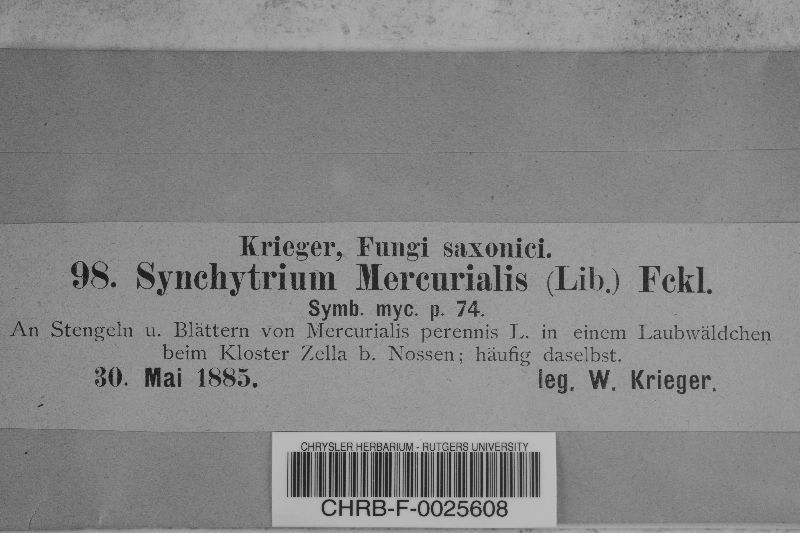 Krieger, Fungi saxonici.
98. Synchytrium Mercurialis (Lib.) Fckl.
Symb. myc. p. 74.
An Stengeln u. Blättern von Mercurialis perennis L. in einem Laubwäldchen
beim Kloster Zella b. Nossen; häufig daselbst.
30. Mai 1885. leg. W. Krieger.
CHRYSLER HERBARIUM - RUTGERS UNIVERSITY
CHRB-F-0025608